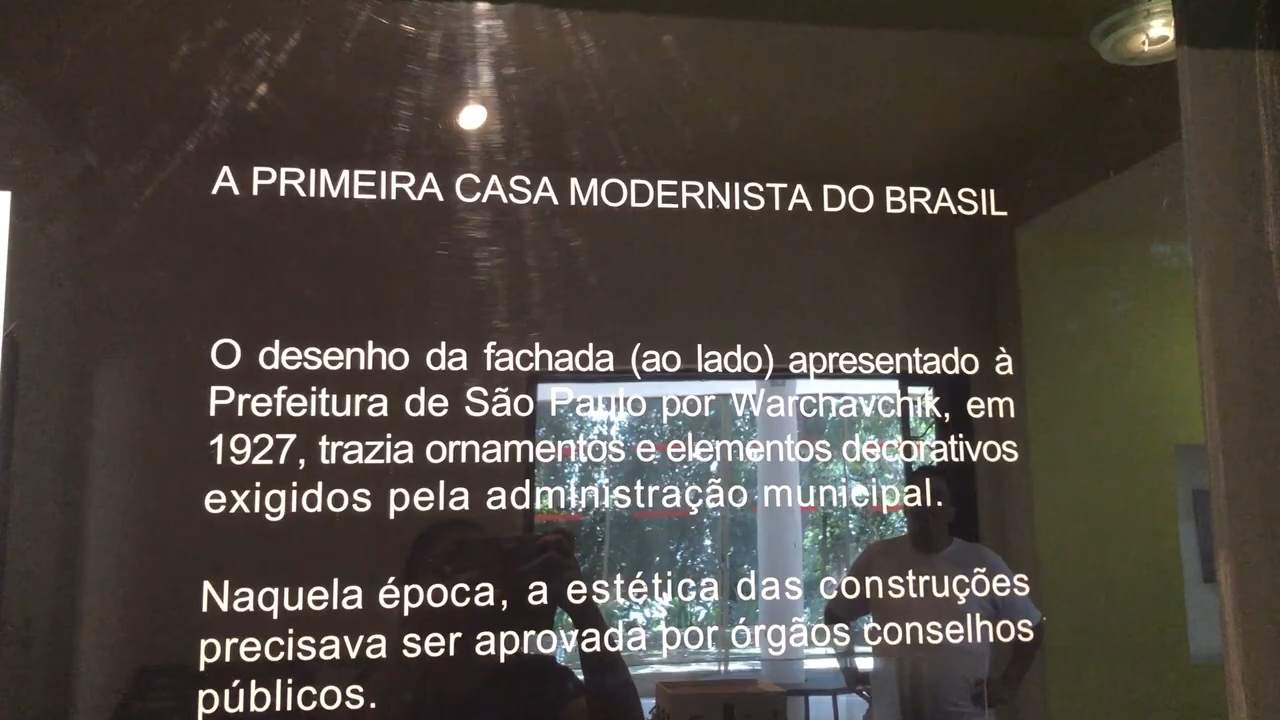 A PRIMEIRA CASA MODERNISTA DO BRASIL
O desenho da fachada (ao lado) apresentado à
Prefeitura de São Paulo por Warchavchik, em
1927, trazia ornamentos e elementos decorativos
exigidos pela administração municipal.
Naquela época, a estética das construções
precisava ser aprovada por órgãos conselhos
públicos.